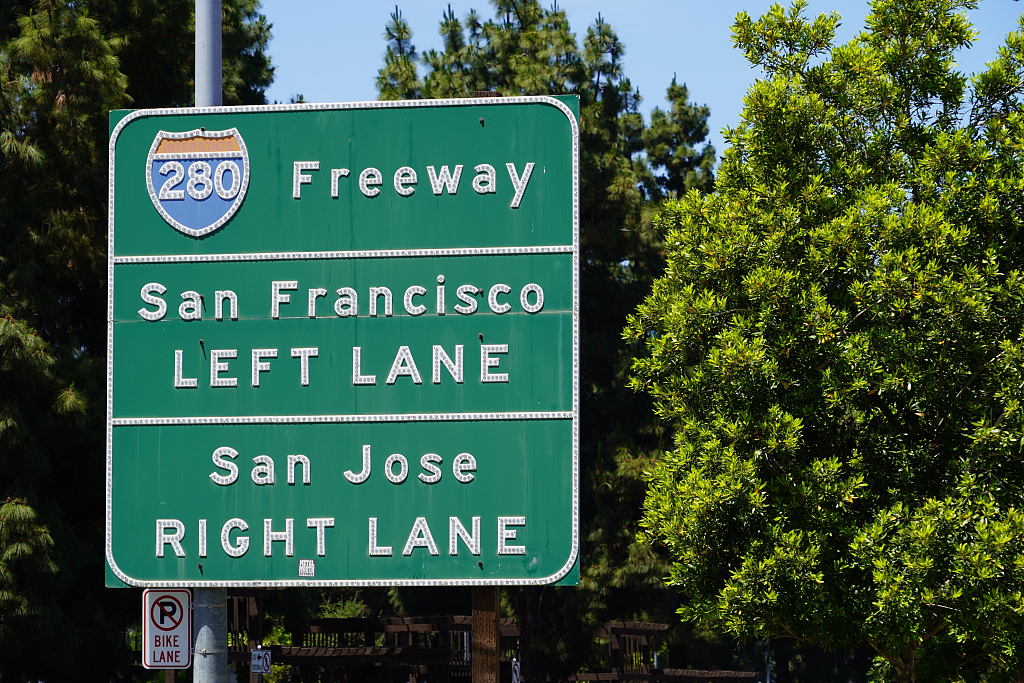 280 Freeway
San Francisco
LEFT LANE
San Jose
RIGHT LANE
P
BIKE
LANE